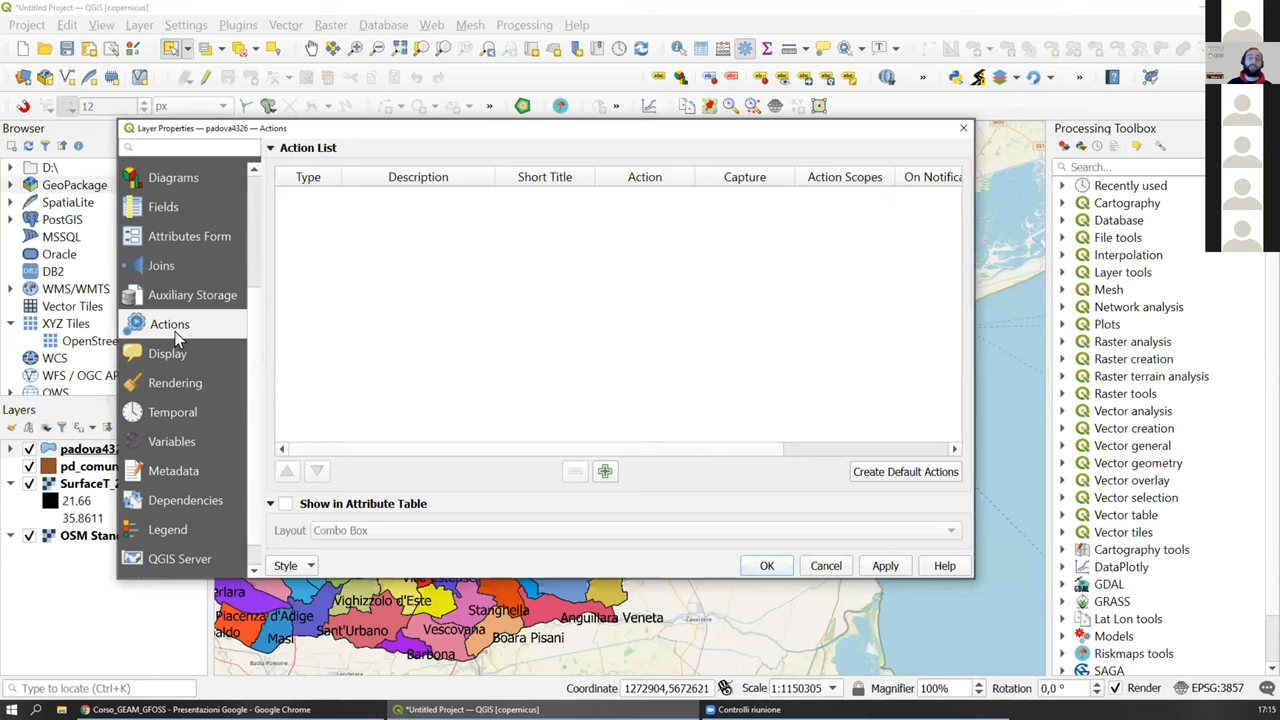 *Untitled Project — QGIS [copernicus]
Project Edit View Layer Settings Plugins Vector Raster Database Web Mesh Processing Help
12 px
Browser
D:\
GeoPackage
SpatiaLite
PostGIS
MSSQL
Oracle
DB2
WMS/WMTS
Vector Tiles
XYZ Tiles
OpenStree
WCS
WFS / OGC AP
OWS
Layers
padova432
pd_comun
SurfaceT_2
21.66
35.8611
OSM Stand
Layer Properties — padova4326 — Actions
Diagrams
Fields
Attributes Form
Joins
Auxiliary Storage
Actions
Display
Rendering
Temporal
Variables
Metadata
Dependencies
Legend
QGIS Server
Action List
Type Description Short Title Action Capture Action Scopes On Notifica
Create Default Actions
Show in Attribute Table
Layout Combo Box
Style OK Cancel Apply Help
Vighizzolo d'Este
Piacenza d'Adige
Stanghella
Anguillara Veneta
Masi
Sant'Urbano
Vescovana
Boara Pisani
Barbona
Processing Toolbox
Search...
Recently used
Cartography
Database
File tools
Interpolation
Layer tools
Mesh
Network analysis
Plots
Raster analysis
Raster creation
Raster terrain analysis
Raster tools
Vector analysis
Vector creation
Vector general
Vector geometry
Vector overlay
Vector selection
Vector table
Vector tiles
Cartography tools
DataPlotly
GDAL
GRASS
Lat Lon tools
Models
Riskmaps tools
SAGA
Type to locate (Ctrl+K) Coordinate 1272904,5672621 Scale 1:1150305 Magnifier 100% Rotation 0,0 ° Render EPSG:3857
Corso_GEAM_GFOSS - Presentazioni Google - Google Chrome *Untitled Project — QGIS [copernicus] Controlli riunione 17:15